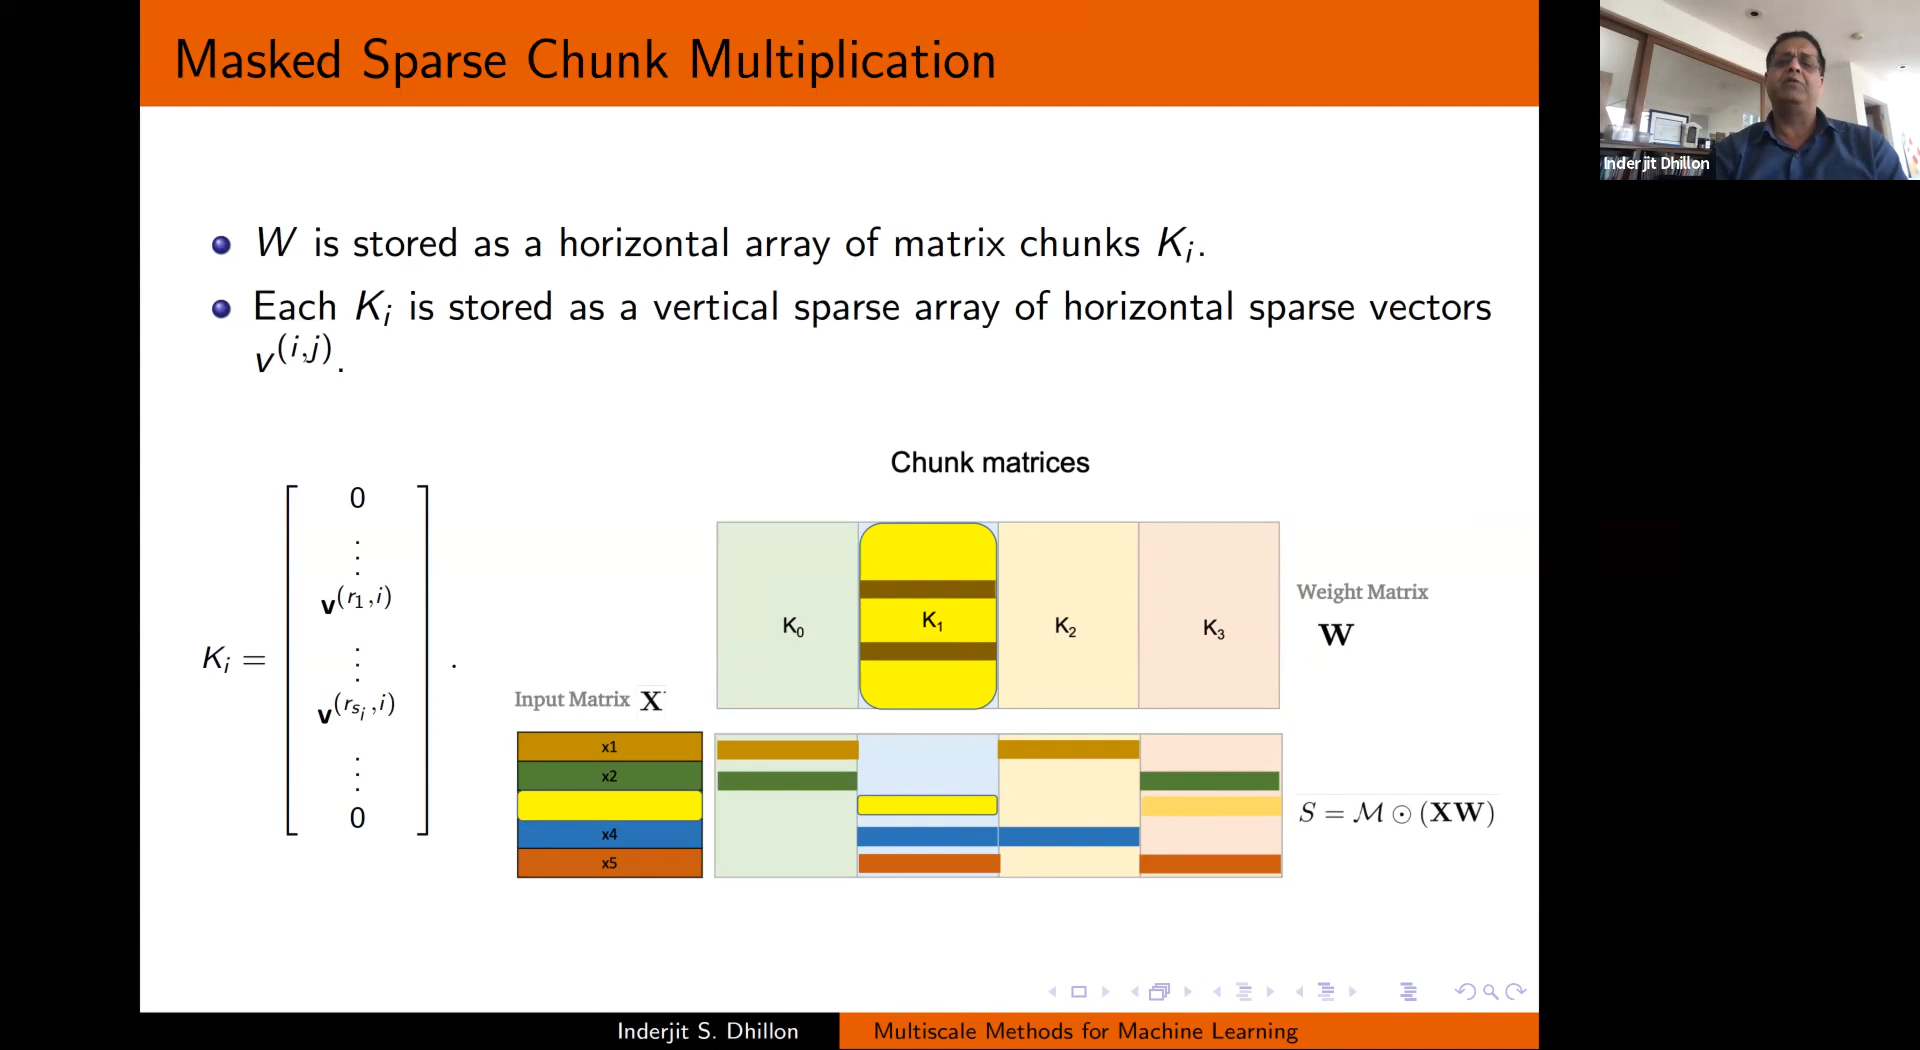 Masked Sparse Chunk Multiplication
Inderjit Dhillon
W is stored as a horizontal array of matrix chunks K_i.
Each K_i is stored as a vertical sparse array of horizontal sparse vectors
v^(i,j).
Chunk matrices
K_i = [ 0 ⋮ v^(r_1,i) ⋮ v^(r_{s_i},i) ⋮ 0 ] .
K_0 K_1 K_2 K_3
Weight Matrix
W
Input Matrix X
x1
x2
x4
x5
S = M ⊙ (XW)
Inderjit S. Dhillon
Multiscale Methods for Machine Learning